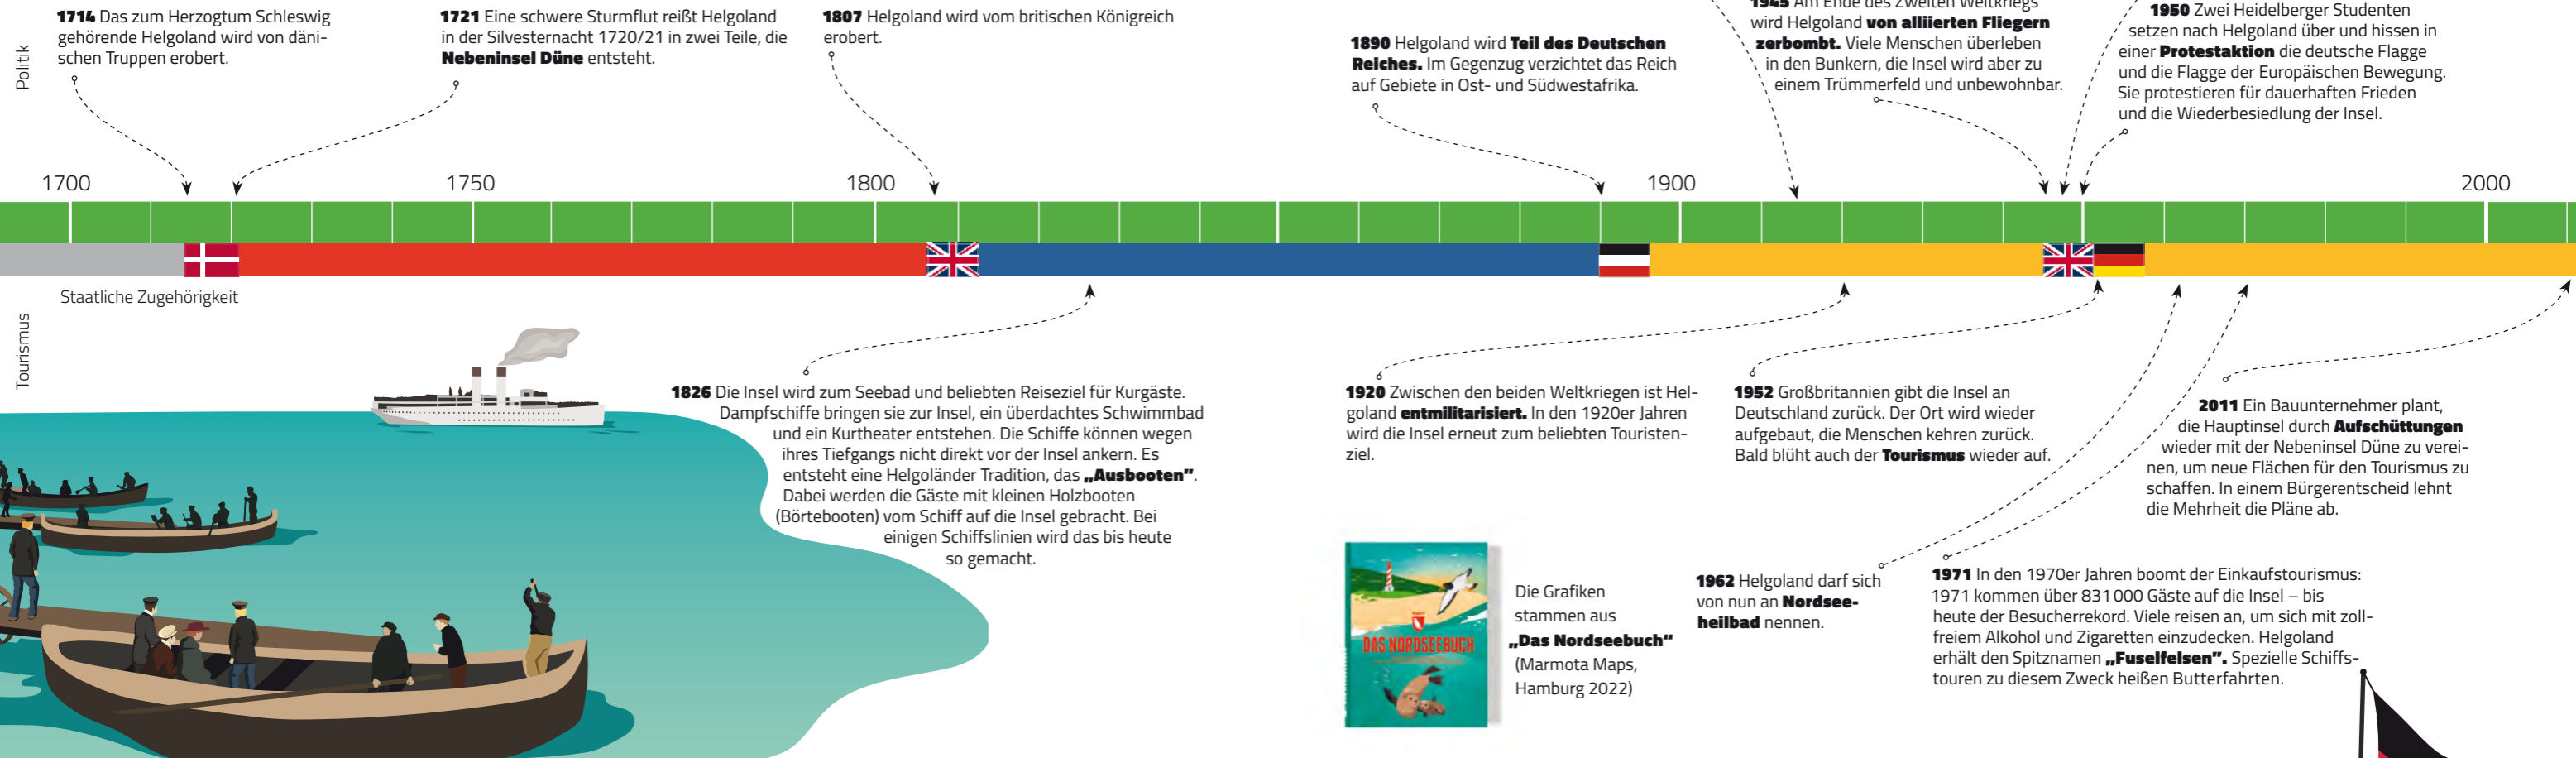 Politik
1714 Das zum Herzogtum Schleswig
gehörende Helgoland wird von däni-
schen Truppen erobert.
1721 Eine schwere Sturmflut reißt Helgoland
in der Silvesternacht 1720/21 in zwei Teile, die
Nebeninsel Düne entsteht.
1807 Helgoland wird vom britischen Königreich
erobert.
1890 Helgoland wird Teil des Deutschen
Reiches. Im Gegenzug verzichtet das Reich
auf Gebiete in Ost- und Südwestafrika.
1945 Am Ende des Zweiten Weltkriegs
wird Helgoland von alliierten Fliegern
zerbombt. Viele Menschen überleben
in den Bunkern, die Insel wird aber zu
einem Trümmerfeld und unbewohnbar.
1950 Zwei Heidelberger Studenten
setzen nach Helgoland über und hissen in
einer Protestaktion die deutsche Flagge
und die Flagge der Europäischen Bewegung.
Sie protestieren für dauerhaften Frieden
und die Wiederbesiedlung der Insel.
1700
1750
1800
1900
2000
Staatliche Zugehörigkeit
Tourismus
1826 Die Insel wird zum Seebad und beliebten Reiseziel für Kurgäste.
Dampfschiffe bringen sie zur Insel, ein überdachtes Schwimmbad
und ein Kurtheater entstehen. Die Schiffe können wegen
ihres Tiefgangs nicht direkt vor der Insel ankern. Es
entsteht eine Helgoländer Tradition, das „Ausbooten”.
Dabei werden die Gäste mit kleinen Holzbooten
(Börtebooten) vom Schiff auf die Insel gebracht. Bei
einigen Schiffslinien wird das bis heute
so gemacht.
1920 Zwischen den beiden Weltkriegen ist Hel-
goland entmilitarisiert. In den 1920er Jahren
wird die Insel erneut zum beliebten Touristen-
ziel.
1952 Großbritannien gibt die Insel an
Deutschland zurück. Der Ort wird wieder
aufgebaut, die Menschen kehren zurück.
Bald blüht auch der Tourismus wieder auf.
2011 Ein Bauunternehmer plant,
die Hauptinsel durch Aufschüttungen
wieder mit der Nebeninsel Düne zu verei-
nen, um neue Flächen für den Tourismus zu
schaffen. In einem Bürgerentscheid lehnt
die Mehrheit die Pläne ab.
DAS NORDSEEBUCH
Die Grafiken
stammen aus
„Das Nordseebuch“
(Marmota Maps,
Hamburg 2022)
1962 Helgoland darf sich
von nun an Nordsee-
heilbad nennen.
1971 In den 1970er Jahren boomt der Einkaufstourismus:
1971 kommen über 831 000 Gäste auf die Insel – bis
heute der Besucherrekord. Viele reisen an, um sich mit zoll-
freiem Alkohol und Zigaretten einzudecken. Helgoland
erhält den Spitznamen „Fuselfelsen”. Spezielle Schiffs-
touren zu diesem Zweck heißen Butterfahrten.